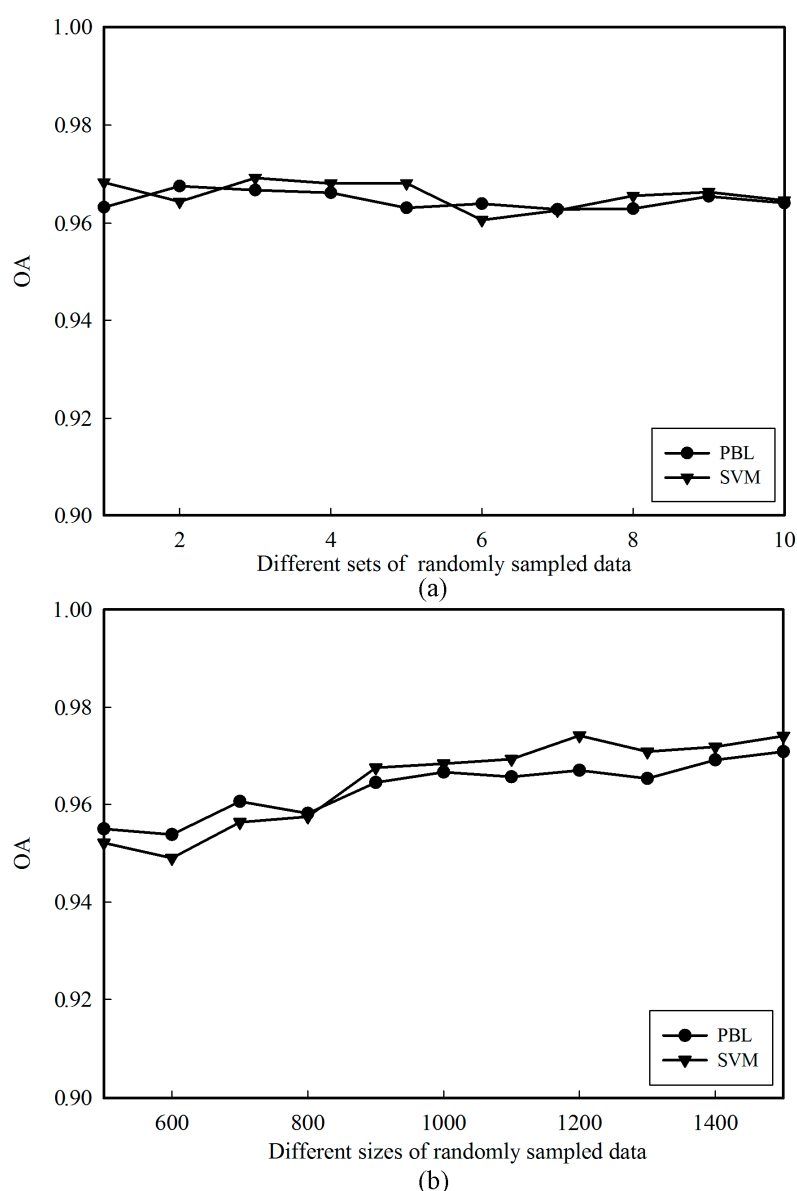 1.00
0.98
0.96
0.94
0.92
0.90
OA
PBL
SVM
2 4 6 8 10
Different sets of randomly sampled data
(a)
1.00
0.98
0.96
0.94
0.92
0.90
OA
PBL
SVM
600 800 1000 1200 1400
Different sizes of randomly sampled data
(b)